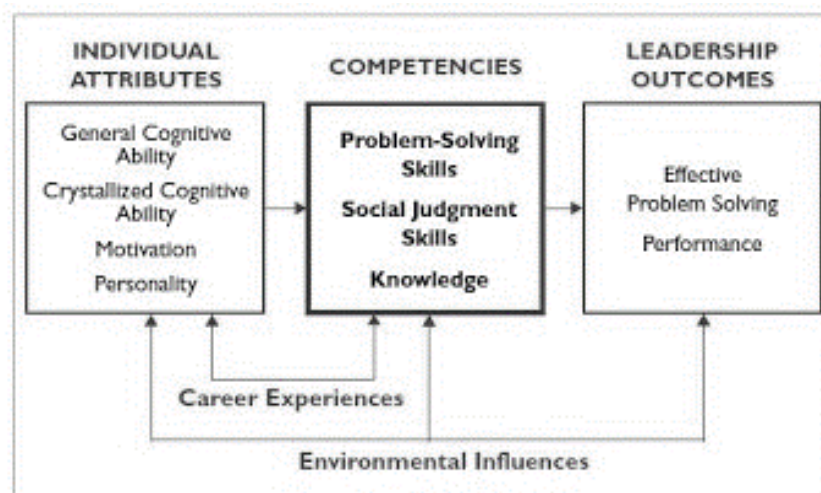 INDIVIDUAL
ATTRIBUTES
General Cognitive
Ability
Crystallized Cognitive
Ability
Motivation
Personality
COMPETENCIES
Problem-Solving
Skills
Social Judgment
Skills
Knowledge
LEADERSHIP
OUTCOMES
Effective
Problem Solving
Performance
Career Experiences
Environmental Influences